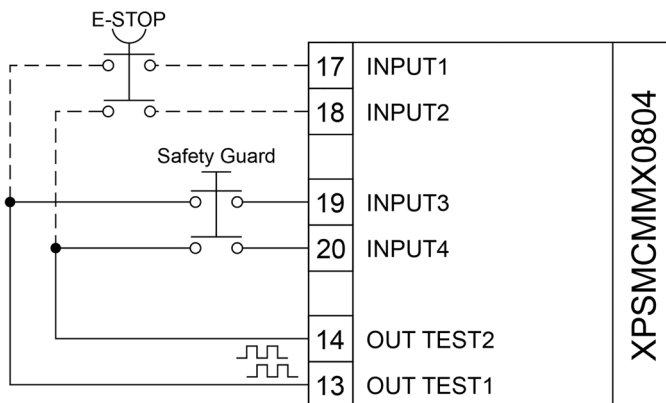 E-STOP
17 INPUT1
18 INPUT2
Safety Guard
19 INPUT3
20 INPUT4
14 OUT TEST2
13 OUT TEST1
XPSMCMMX0804